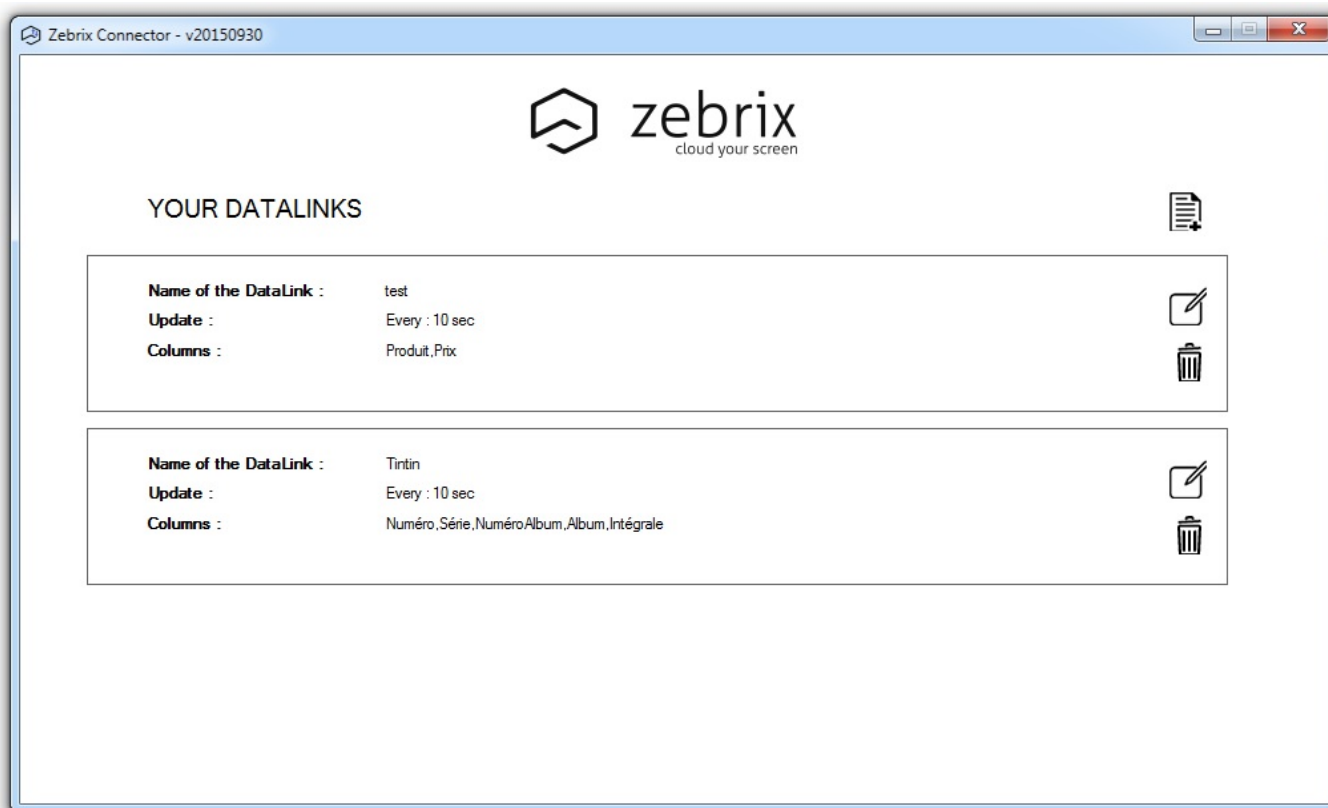 Zebrix Connector - v20150930
zebrix
cloud your screen
YOUR DATALINKS
Name of the DataLink : test
Update : Every : 10 sec
Columns : Produit,Prix
Name of the DataLink : Tintin
Update : Every : 10 sec
Columns : Numéro,Série,NuméroAlbum,Album,Intégrale